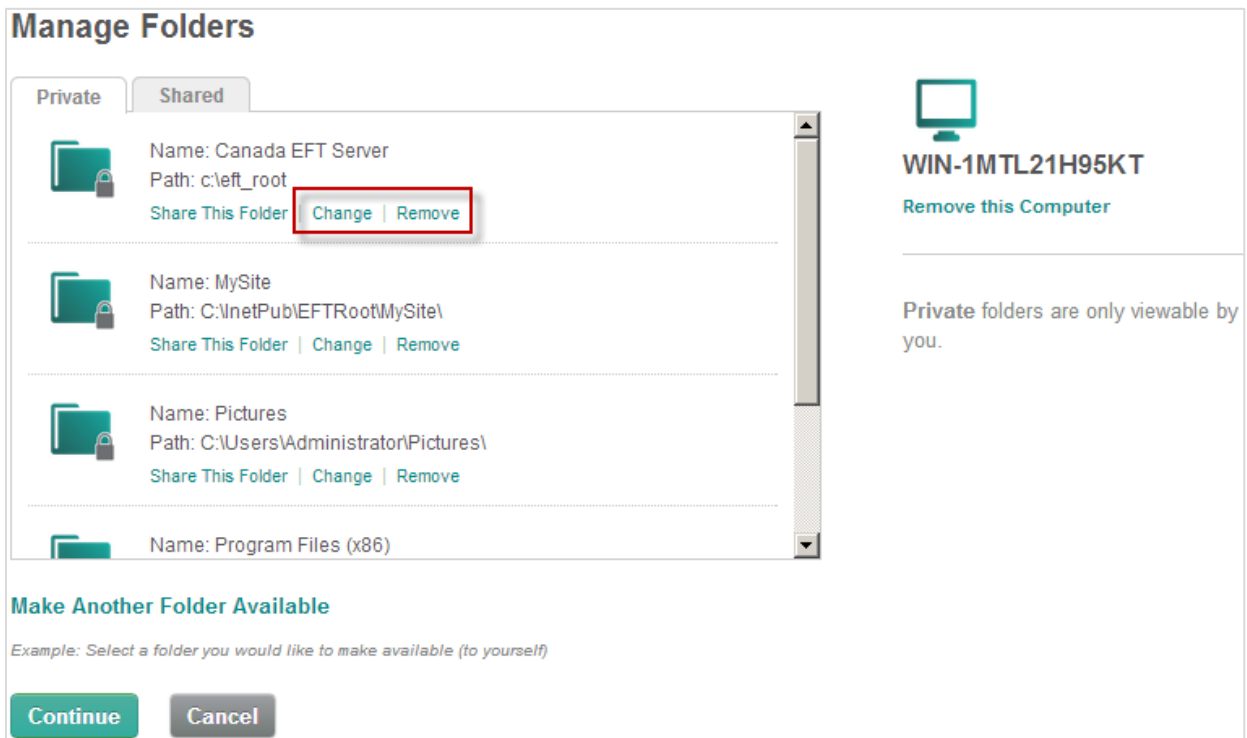 Manage Folders
Private
Shared
Name: Canada EFT Server
Path: c:\eft_root
Share This Folder | Change | Remove
Name: MySite
Path: C:\InetPub\EFTRoot\MySite\
Share This Folder | Change | Remove
Name: Pictures
Path: C:\Users\Administrator\Pictures\
Share This Folder | Change | Remove
Name: Program Files (x86)
WIN-1MTL21H95KT
Remove this Computer
Private folders are only viewable by
you.
Make Another Folder Available
Example: Select a folder you would like to make available (to yourself)
Continue
Cancel